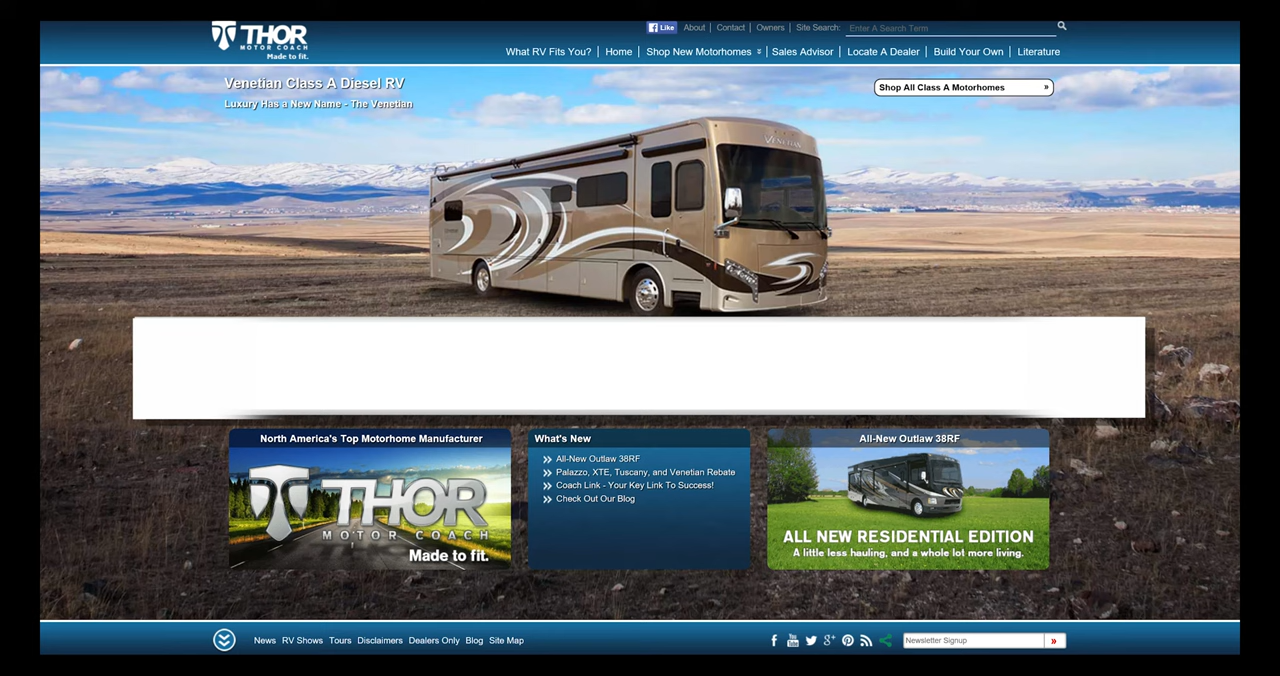 THOR
MOTOR COACH
Made to fit.
Like
About
Contact
Owners
Site Search:
Enter A Search Term
What RV Fits You?
Home
Shop New Motorhomes
Sales Advisor
Locate A Dealer
Build Your Own
Literature
Venetian Class A Diesel RV
Luxury Has a New Name - The Venetian
Shop All Class A Motorhomes »
VENETIAN
North America's Top Motorhome Manufacturer
THOR
MOTOR COACH
Made to fit.
What's New
All-New Outlaw 38RF
Palazzo, XTE, Tuscany, and Venetian Rebate
Coach Link - Your Key Link To Success!
Check Out Our Blog
All-New Outlaw 38RF
ALL NEW RESIDENTIAL EDITION
A little less hauling, and a whole lot more living.
News
RV Shows
Tours
Disclaimers
Dealers Only
Blog
Site Map
You
Tube
Newsletter Signup
»